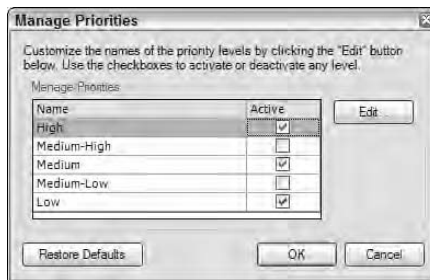 Manage Priorities
Customize the names of the priority levels by clicking the "Edit" button
below. Use the checkboxes to activate or deactivate any level.
Manage Priorities
Name Active
High
Medium-High
Medium
Medium-Low
Low
Edit
Restore Defaults OK Cancel